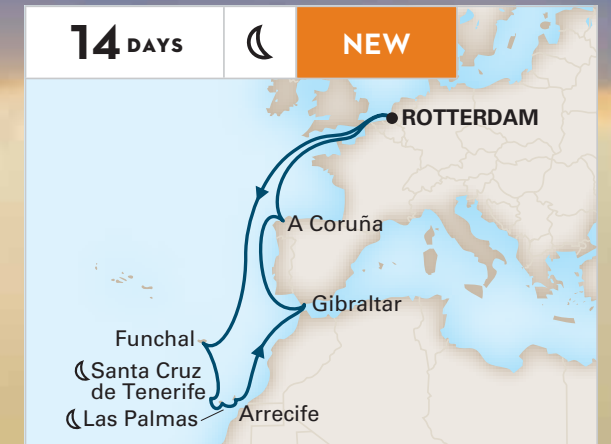 14 DAYS
NEW
ROTTERDAM
A Coruña
Gibraltar
Funchal
Santa Cruz
de Tenerife
Las Palmas
Arrecife